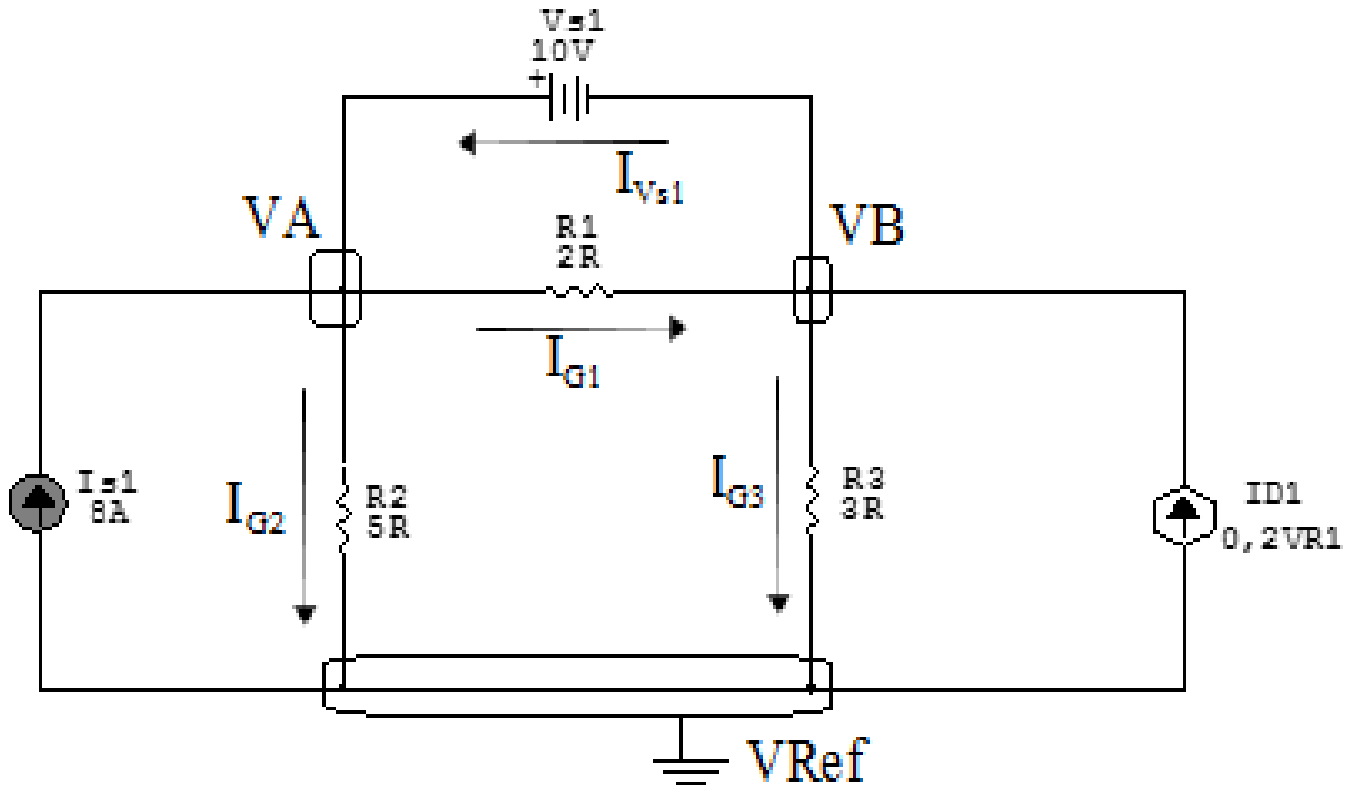 Vs1
10V
+
IVs1
VA
R1
2R
VB
IG1
Is1
8A
IG2
R2
5R
IG3
R3
3R
ID1
0,2VR1
VRef